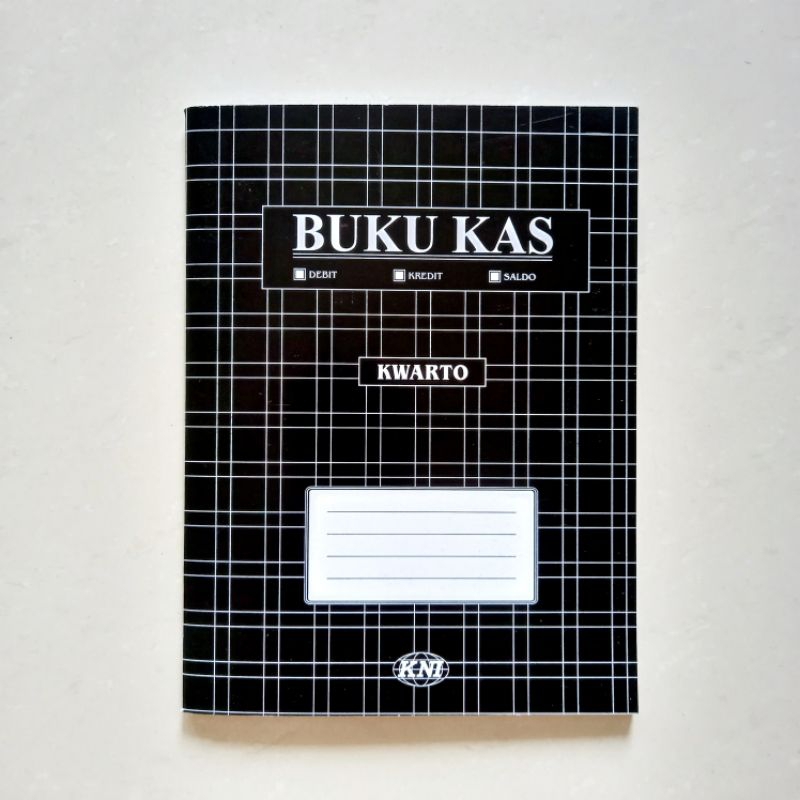 BUKU KAS
DEBIT KREDIT SALDO
KWARTO
KNI